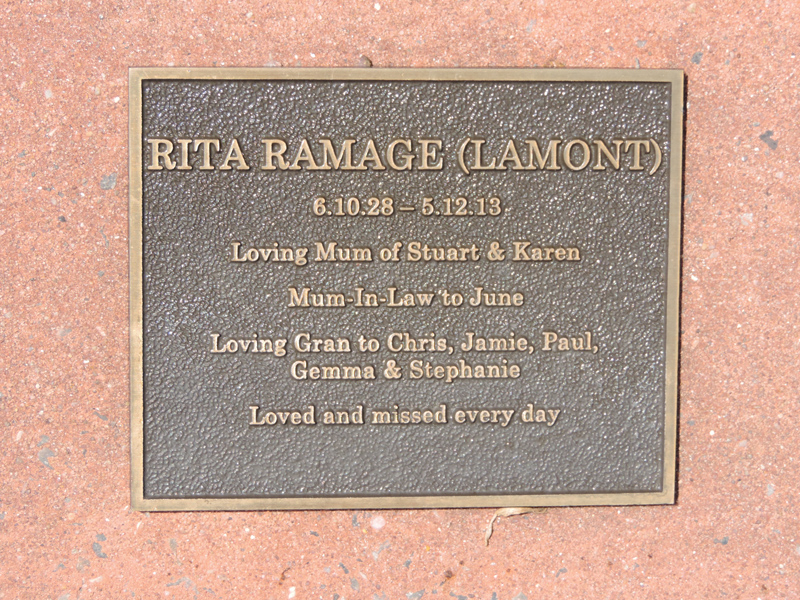 RITA RAMAGE (LAMONT)
6.10.28 – 5.12.13
Loving Mum of Stuart & Karen
Mum-In-Law to June
Loving Gran to Chris, Jamie, Paul,
Gemma & Stephanie
Loved and missed every day